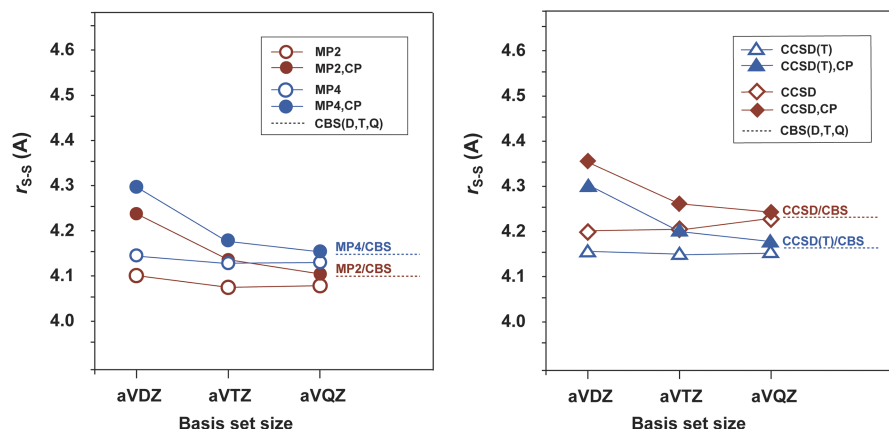 4.6
4.5
4.4
4.3
4.2
4.1
4.0
r S-S (A)
MP2
MP2,CP
MP4
MP4,CP
CBS(D,T,Q)
MP4/CBS
MP2/CBS
aVDZ aVTZ aVQZ
Basis set size
4.6
4.5
4.4
4.3
4.2
4.1
4.0
r S-S (A)
CCSD(T)
CCSD(T),CP
CCSD
CCSD,CP
CBS(D,T,Q)
CCSD/CBS
CCSD(T)/CBS
aVDZ aVTZ aVQZ
Basis set size